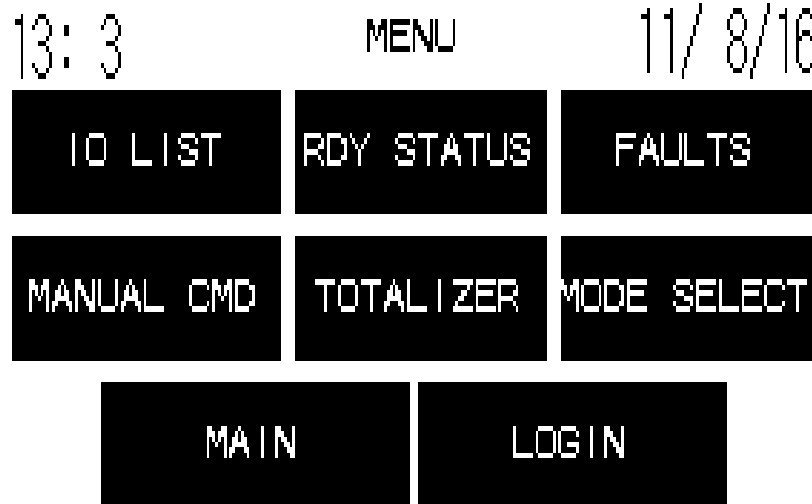 13: 3 MENU 11/ 8/16
IO LIST RDY STATUS FAULTS
MANUAL CMD TOTALIZER MODE SELECT
MAIN LOGIN